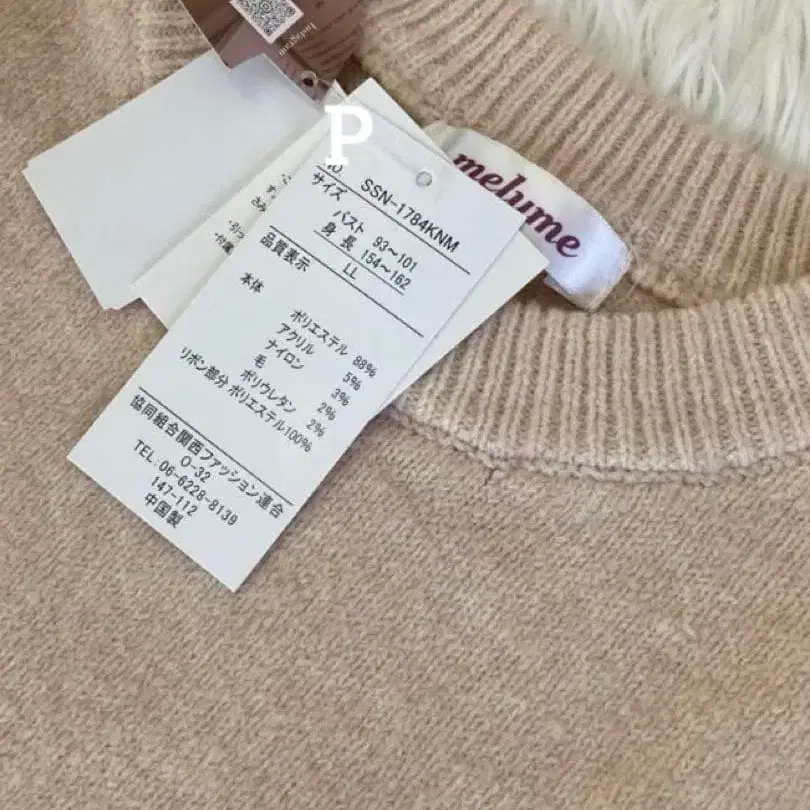 Instagram
P
NO. SSN-1784KNM
サイズ
バスト 93~101
身長 154~162
LL
品質表示
本体
ポリエステル 88%
アクリル 5%
ナイロン 3%
毛 2%
ポリウレタン 2%
リボン部分 ポリエステル100%
協同組合関西ファッション連合
O-32
TEL:06-6228-8139
147-112
中国製
melume